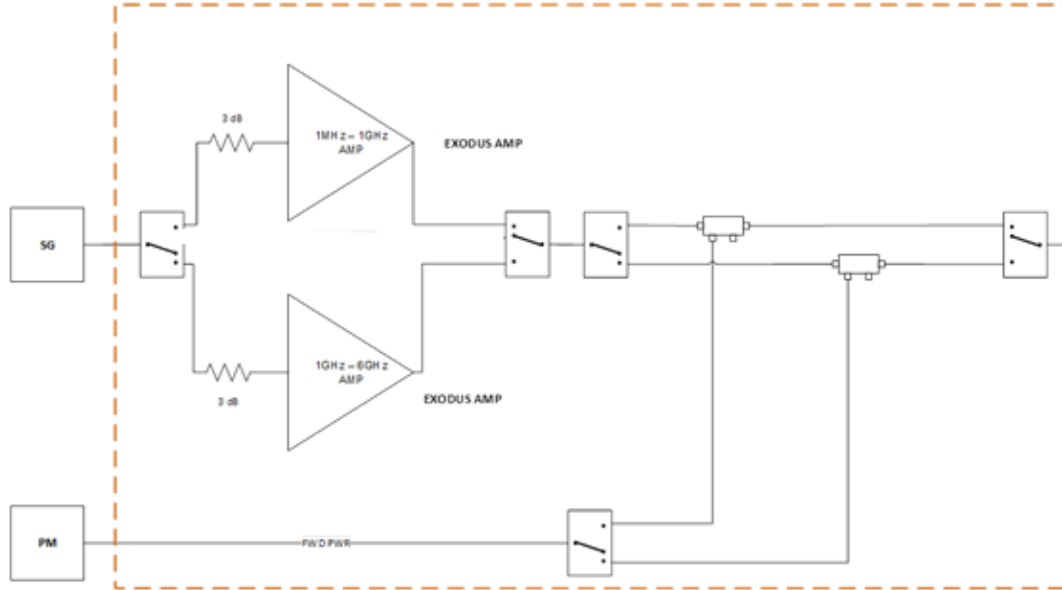 3 dB
1MHz – 1GHz
AMP
EXODUS AMP
SG
1GHz – 6GHz
AMP
3 dB
EXODUS AMP
PM
FWD PWR